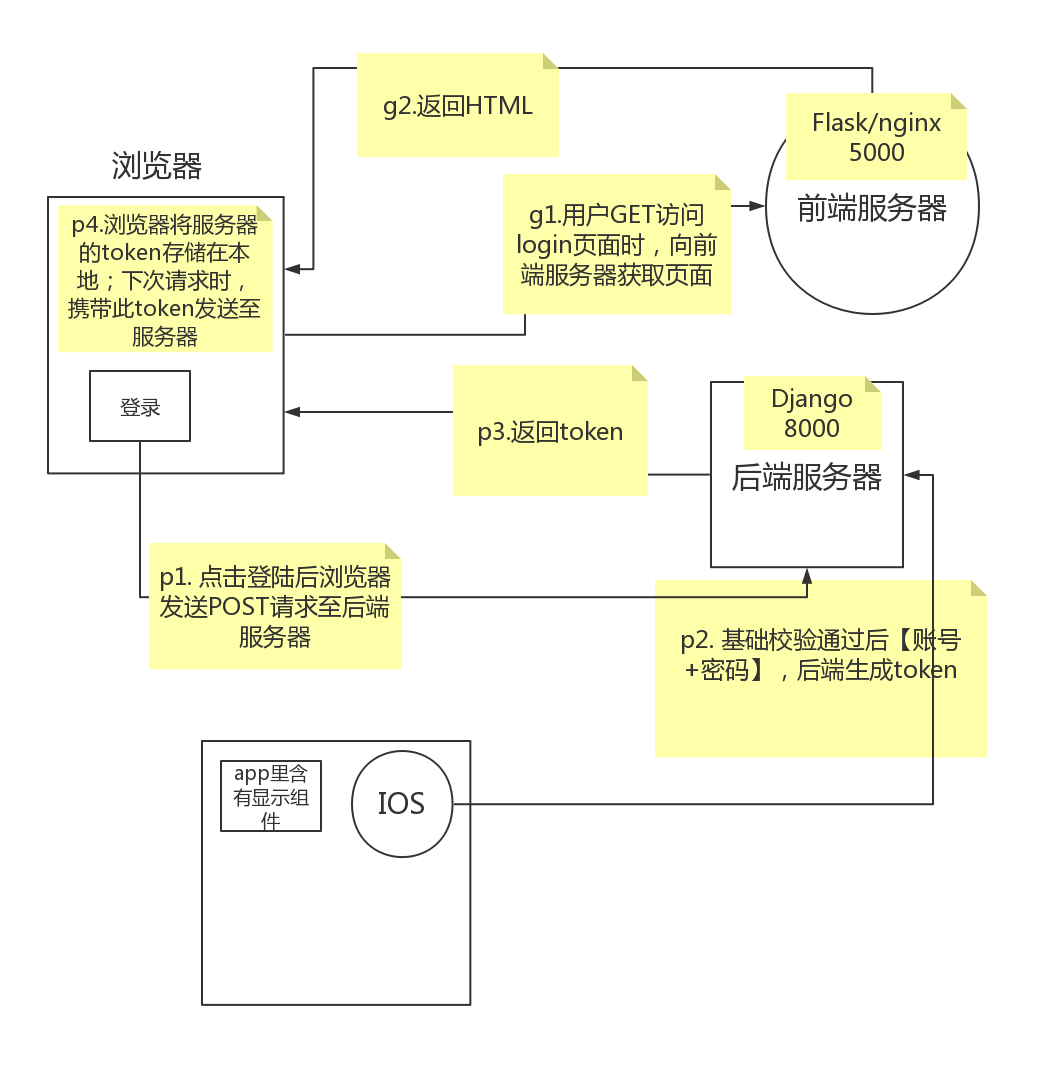 g2.返回HTML
Flask/nginx
5000
前端服务器
浏览器
g1.用户GET访问
login页面时，向前
端服务器获取页面
p4.浏览器将服务器
的token存储在本
地；下次请求时，
携带此token发送至
服务器
登录
p3.返回token
Django
8000
后端服务器
p1. 点击登陆后浏览器
发送POST请求至后端
服务器
p2. 基础校验通过后【账号
+密码】，后端生成token
app里含
有显示组
件
IOS